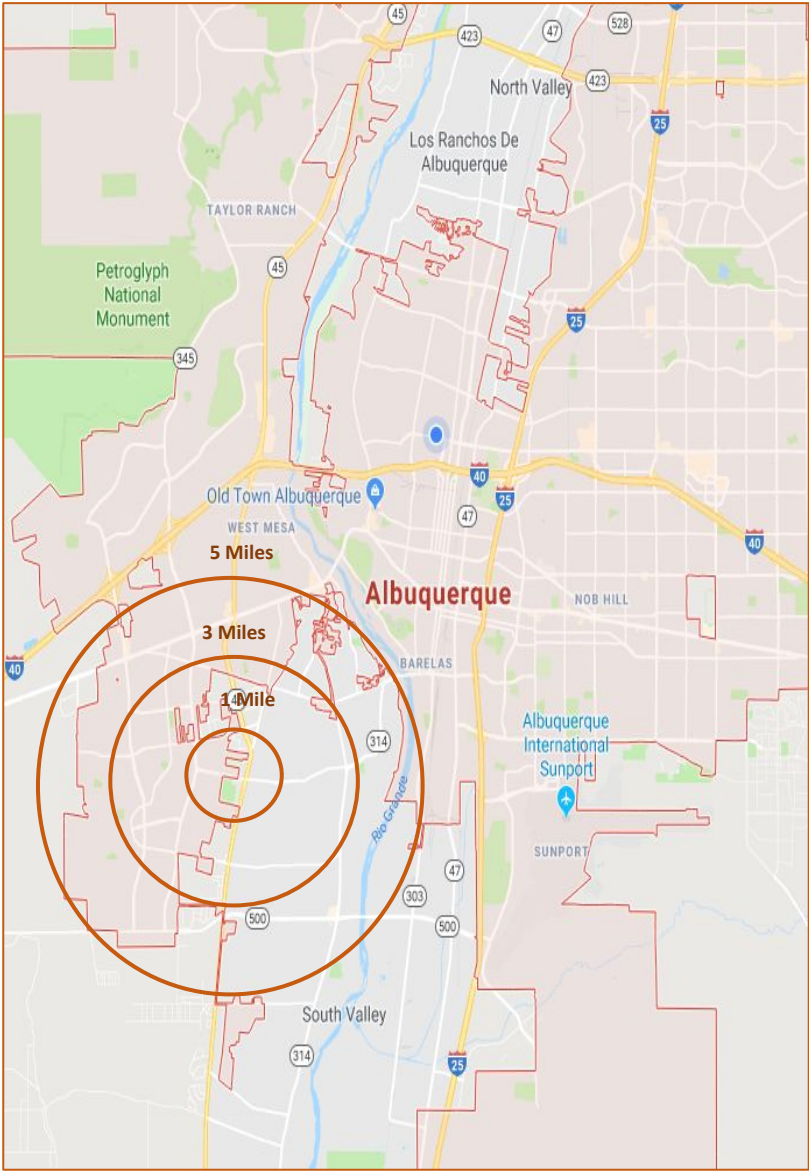 45
528
423
47
423
North Valley
25
Los Ranchos De
Albuquerque
TAYLOR RANCH
45
Petroglyph
National
Monument
25
345
40
25
Old Town Albuquerque
47
WEST MESA
40
5 Miles
Albuquerque
NOB HILL
3 Miles
BARELAS
40
1 Mile
314
Albuquerque
International
Sunport
Rio Grande
SUNPORT
47
303
500
500
South Valley
314
25